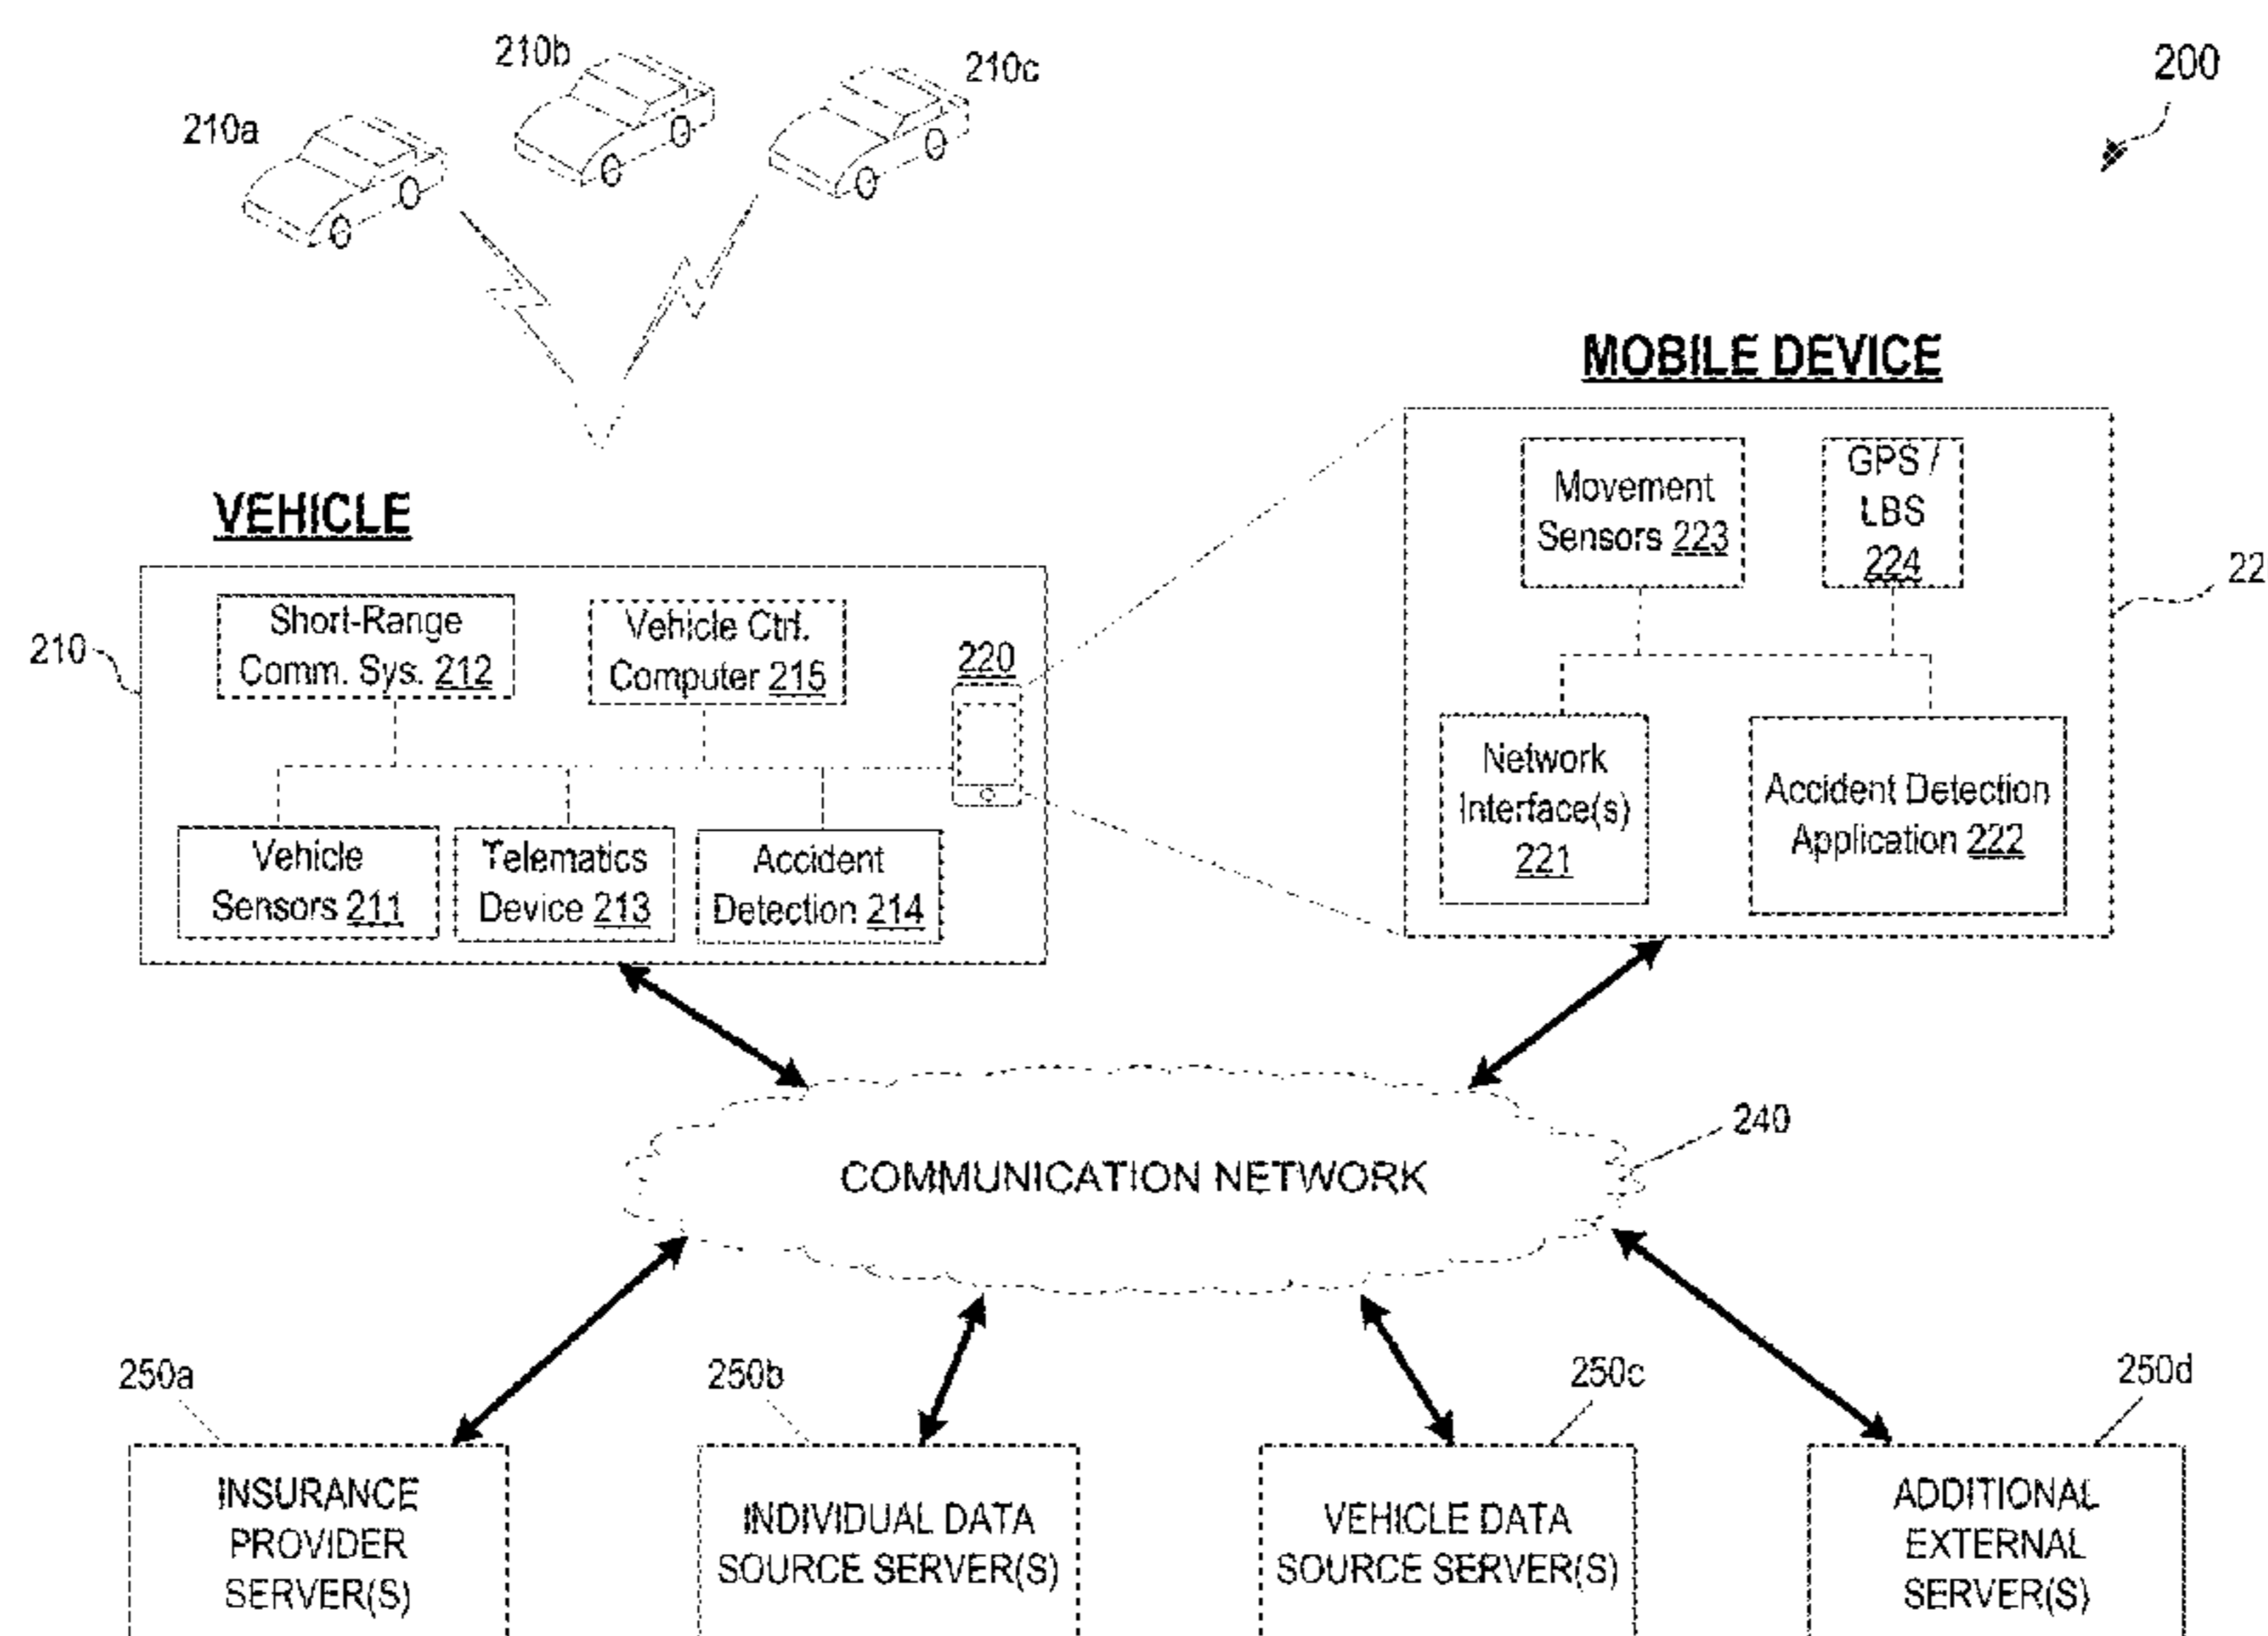 210b
210c
200
210a
MOBILE DEVICE
VEHICLE
Movement
Sensors 223
GPS /
LBS
224
22
210
Short-Range
Comm. Sys. 212
Vehicle Ctrl.
Computer 215
220
Network
Interface(s)
221
Accident Detection
Application 222
Vehicle
Sensors 211
Telematics
Device 213
Accident
Detection 214
240
COMMUNICATION NETWORK
250a
250b
250c
250d
INSURANCE
PROVIDER
SERVER(S)
INDIVIDUAL DATA
SOURCE SERVER(S)
VEHICLE DATA
SOURCE SERVER(S)
ADDITIONAL
EXTERNAL
SERVER(S)